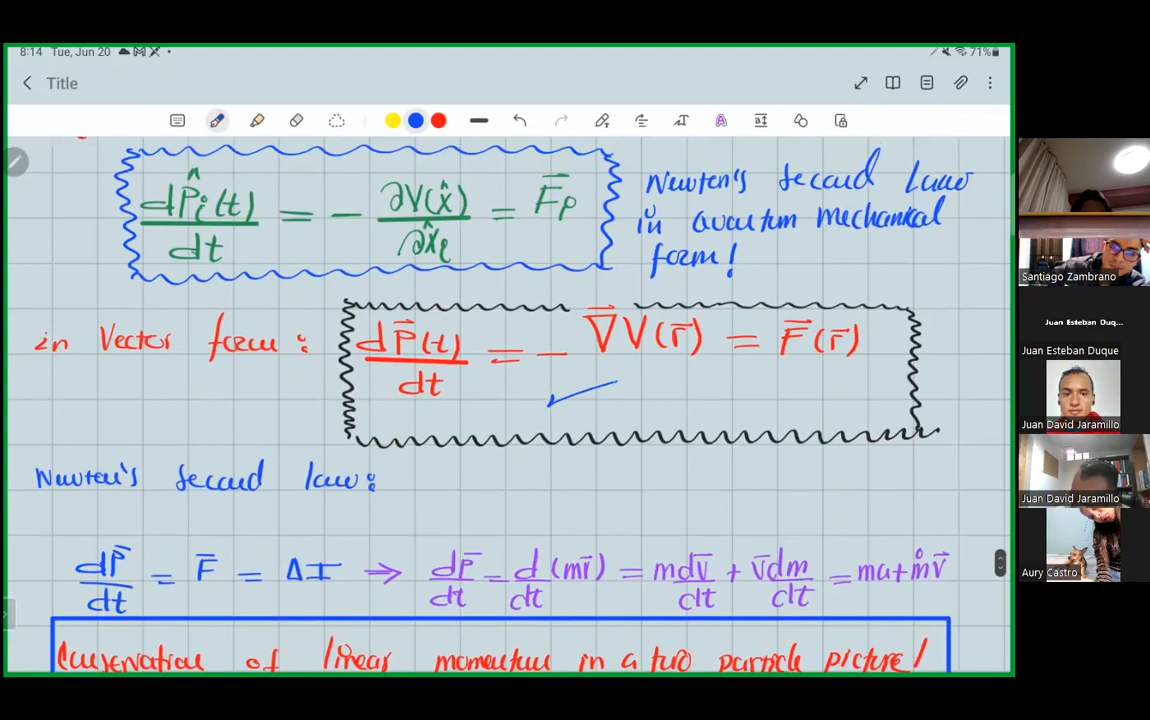 8:14 Tue, Jun 20
71%
Title
dP̂i(t)/dt = - ∂V(x̂)/∂x̂i = F̄p
Newton's Second Law
in quantum mechanical
form!
in Vector form: dP̄(t)/dt = - ∇⃗V(r̄) = F̄(r̄)
Newton's second law:
dP̄/dt = F̄ = ΔI → dP̄/dt = d/dt (mv̄) = mdv̄/dt + v̄dm/dt = ma + ṁv̄
Conservation of linear momentum in a two particle picture/
Santiago Zambrano
Juan Esteban Duq...
Juan Esteban Duque
Juan David Jaramillo
Juan David Jaramillo
Aury Castro